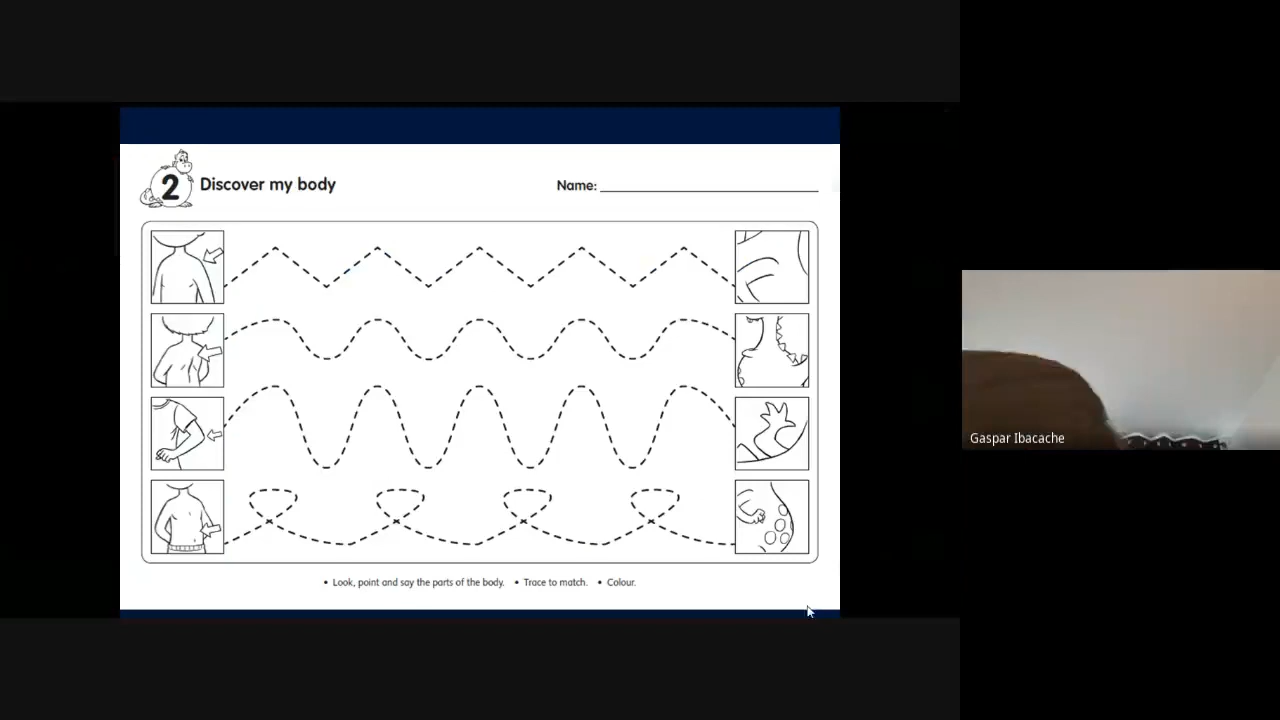 2 Discover my body
Name:
• Look, point and say the parts of the body. • Trace to match. • Colour.
Gaspar Ibacache